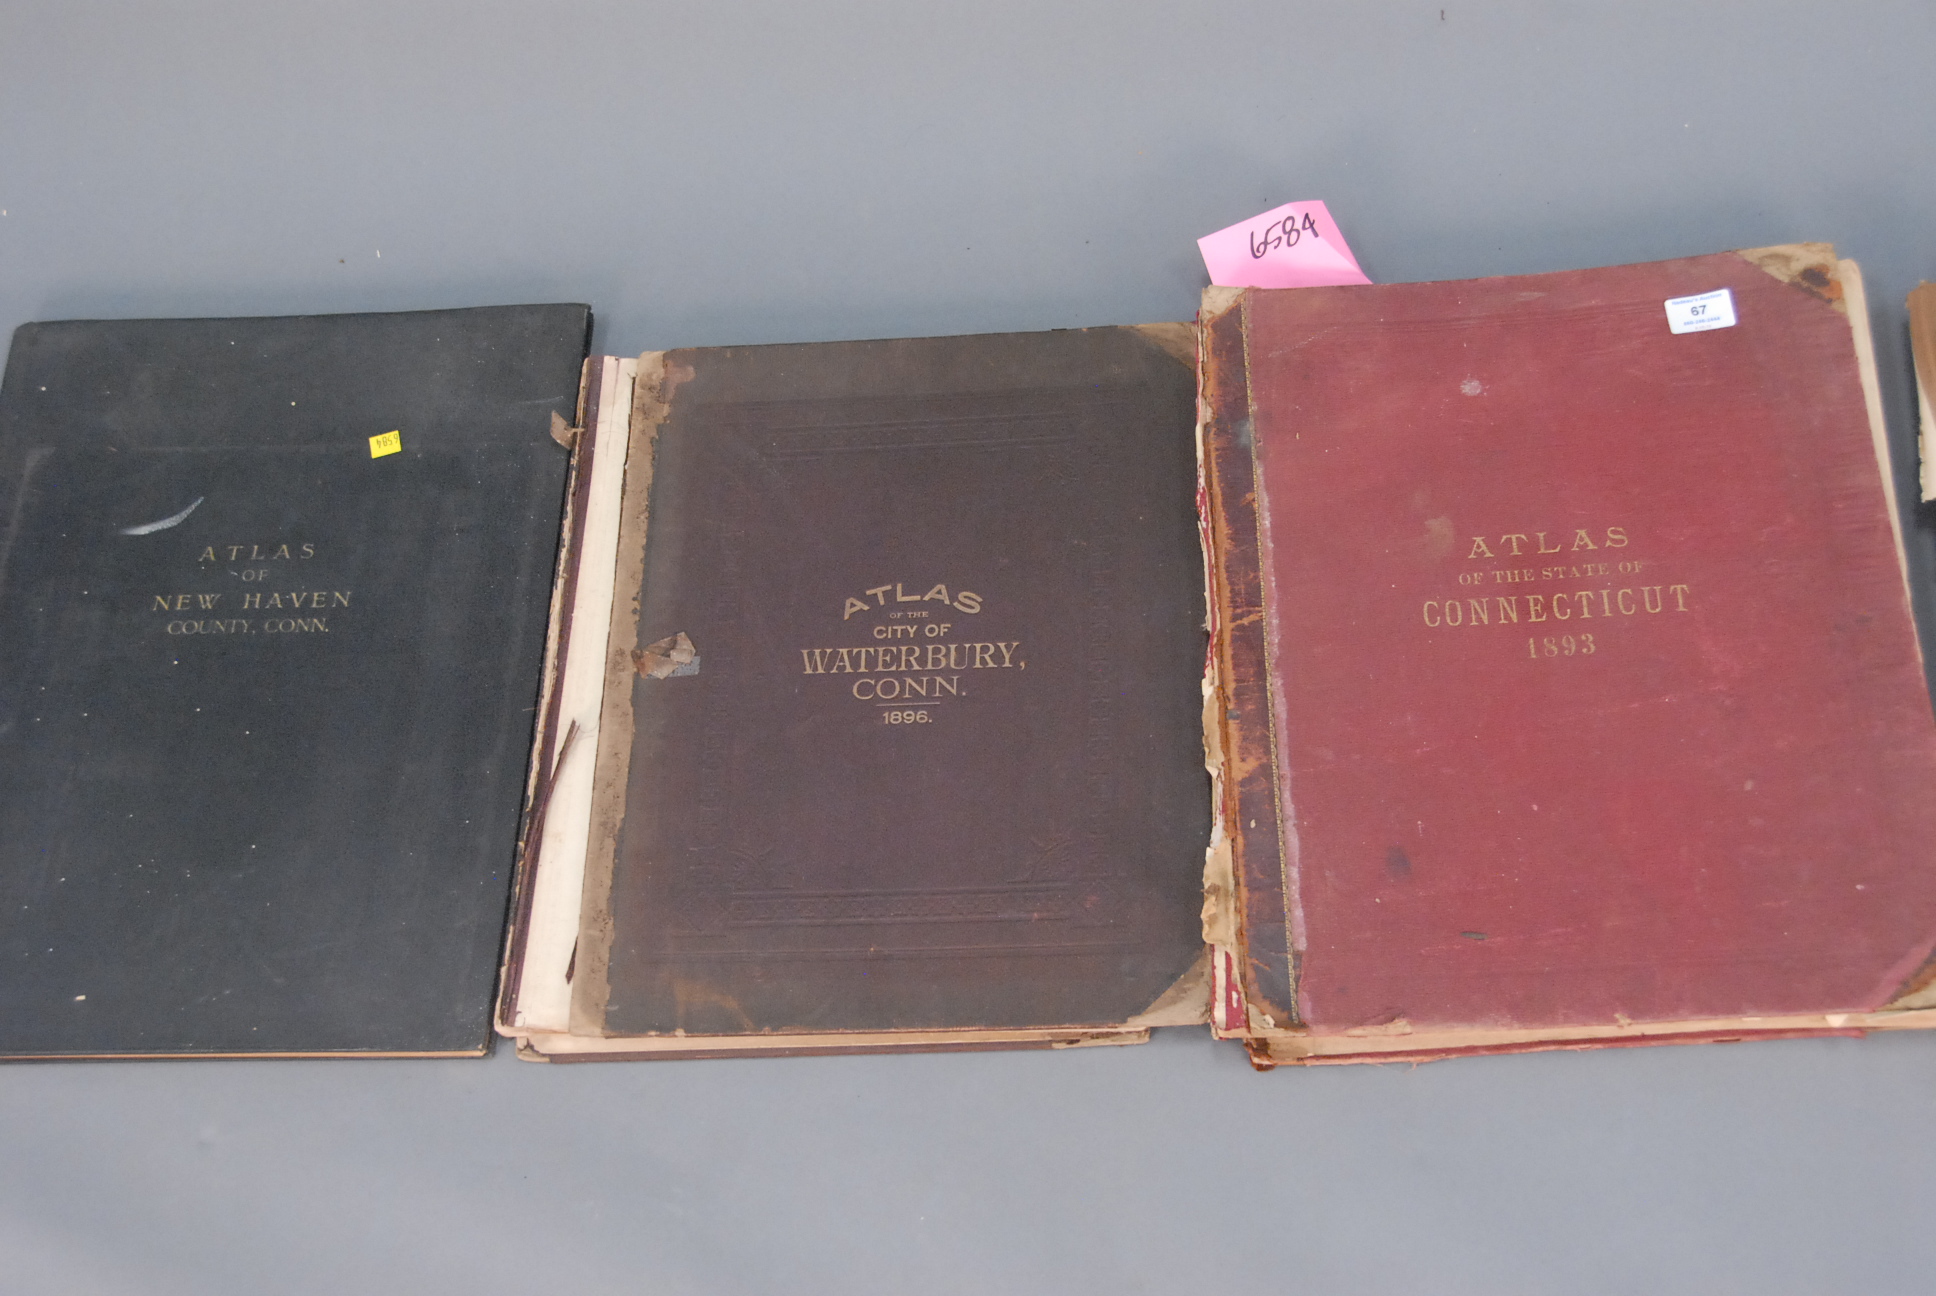 6584
ATLAS
OF
NEW HAVEN
COUNTY, CONN.
ATLAS
OF THE
CITY OF
WATERBURY,
CONN.
1896.
6584
67
ATLAS
OF THE STATE OF
CONNECTICUT
1893